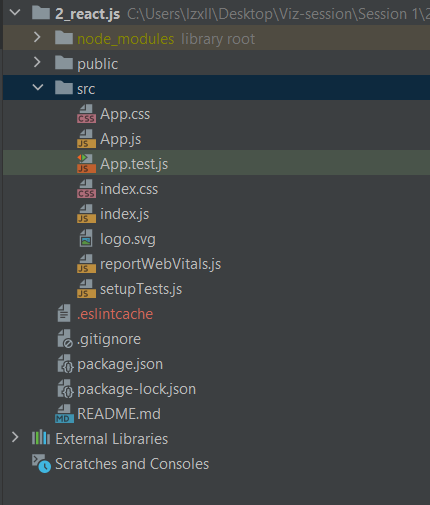 2_react.js C:\Users\lzxll\Desktop\Viz-session\Session 1\2
node_modules library root
public
src
App.css
App.js
App.test.js
index.css
index.js
logo.svg
reportWebVitals.js
setupTests.js
.eslintcache
.gitignore
package.json
package-lock.json
README.md
External Libraries
Scratches and Consoles